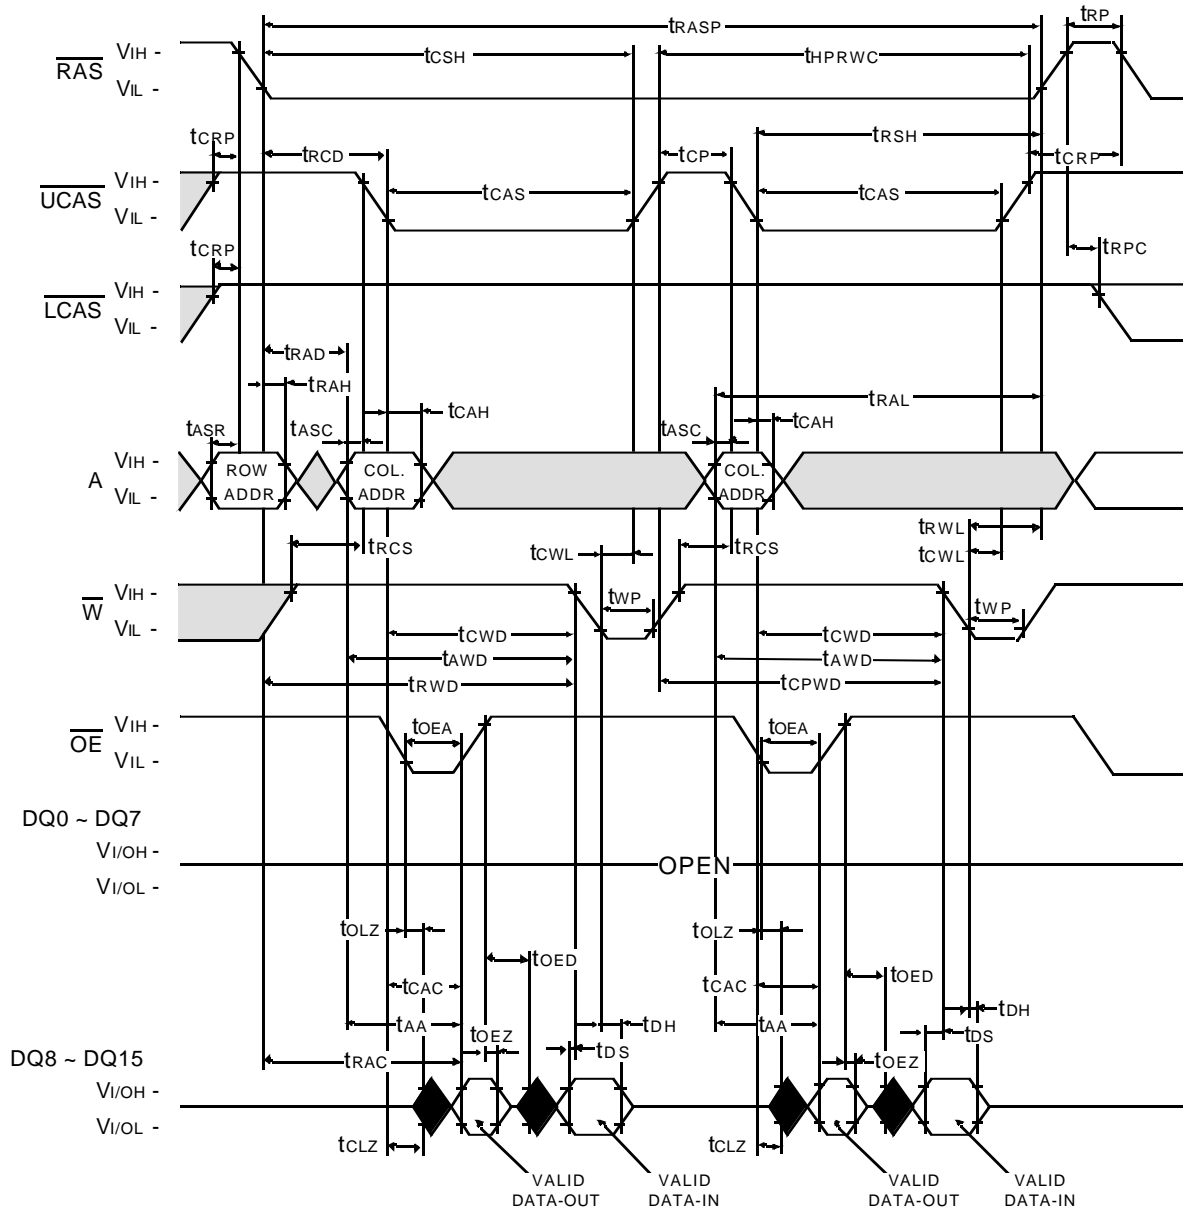 tRASP tRP
VIH - tCSH tHPRWC
RAS
VIL -
tCRP tRCD tCP tRSH tCRP
VIH - tCAS tCAS
UCAS
VIL -
tCRP tRPC
VIH -
LCAS
VIL -
tRAD
tRAH tCAH tRAL tCAH
tASR tASC tASC
VIH - ROW COL. COL.
A
VIL - ADDR ADDR ADDR
tRWL
tRCS tCWL tRCS tCWL
VIH - tWP tWP
W
VIL -
tCWD tCWD
tAWD tAWD
tRWD tCPWD
VIH - tOEA tOEA
OE
VIL -
DQ0 ~ DQ7
VI/OH -
OPEN
VI/OL -
tOLZ tOLZ
tOED tOED
tCAC tCAC
tAA tOEZ tDH tAA tDH
DQ8 ~ DQ15 tRAC tDS tOEZ tDS
VI/OH -
VI/OL -
tCLZ tCLZ
VALID VALID VALID VALID
DATA-OUT DATA-IN DATA-OUT DATA-IN